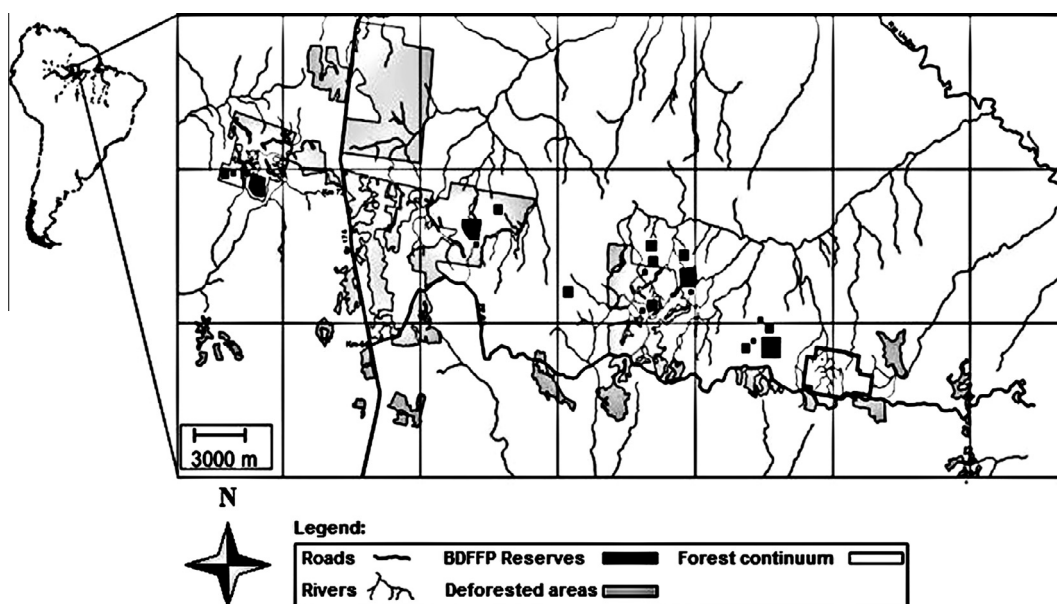 3000 m
N
Legend:
Roads BDFFP Reserves Forest continuum
Rivers Deforested areas